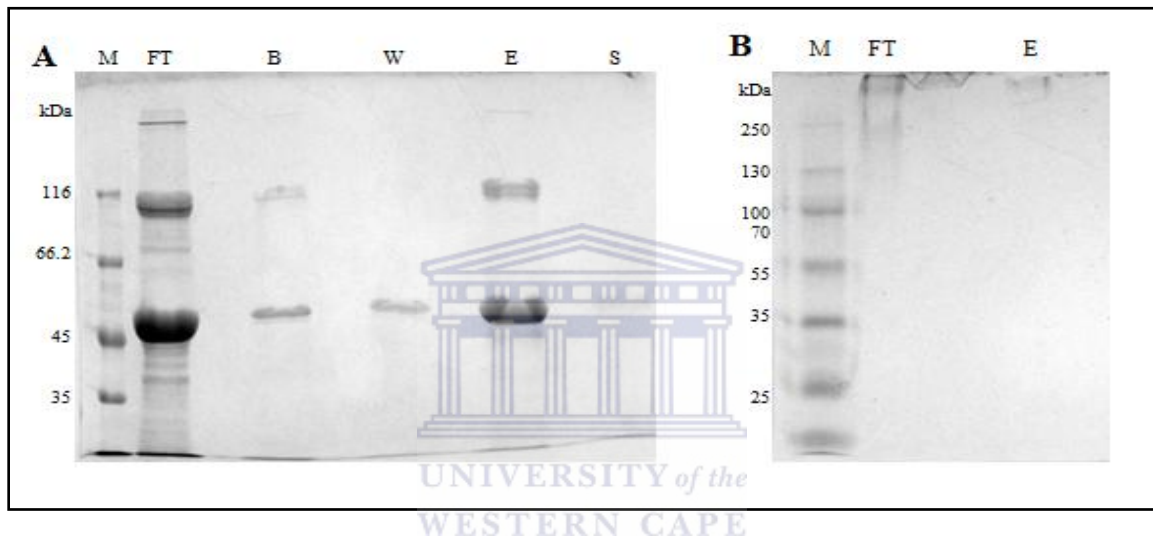 A M FT B W E S
kDa
116
66.2
45
35
B M FT E
kDa
250
130
100
70
55
35
25
UNIVERSITY of the
WESTERN CAPE